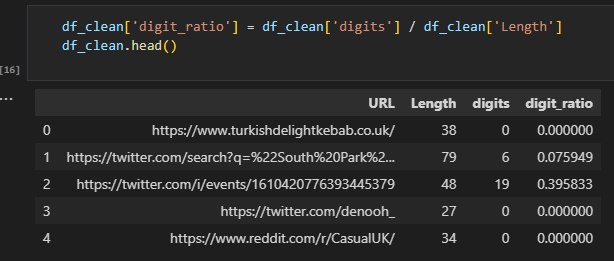 df_clean['digit_ratio'] = df_clean['digits'] / df_clean['Length']
df_clean.head()
[16]
...
URL Length digits digit_ratio
0 https://www.turkishdelightkebab.co.uk/ 38 0 0.000000
1 https://twitter.com/search?q=%22South%20Park%2... 79 6 0.075949
2 https://twitter.com/i/events/1610420776393445379 48 19 0.395833
3 https://twitter.com/denooh_ 27 0 0.000000
4 https://www.reddit.com/r/CasualUK/ 34 0 0.000000